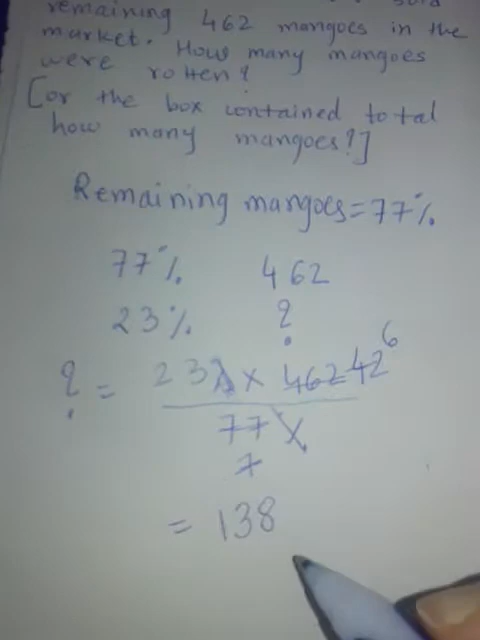 remaining 462 mangoes in the
market. How many mangoes
were rotten?
[or the box contained total
how many mangoes?]
Remaining mangoes=77%
77% 462
23% ?
? = 23% × 462 42 6
77%
7
= 138